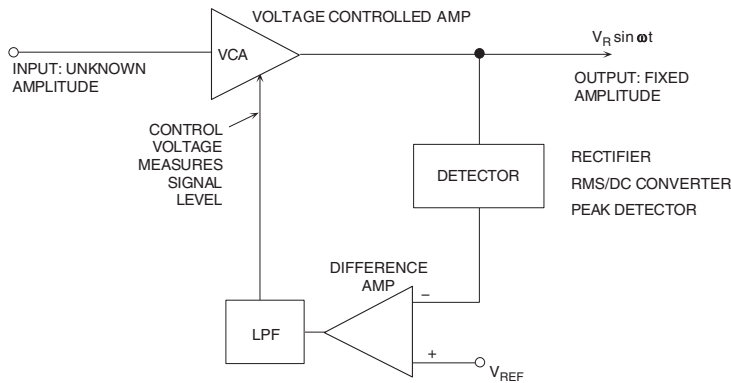 VOLTAGE CONTROLLED AMP
VCA
V_R sin ωt
INPUT: UNKNOWN
AMPLITUDE
OUTPUT: FIXED
AMPLITUDE
CONTROL
VOLTAGE
MEASURES
SIGNAL
LEVEL
DETECTOR
RECTIFIER
RMS/DC CONVERTER
PEAK DETECTOR
DIFFERENCE
AMP
–
LPF
+
V_REF